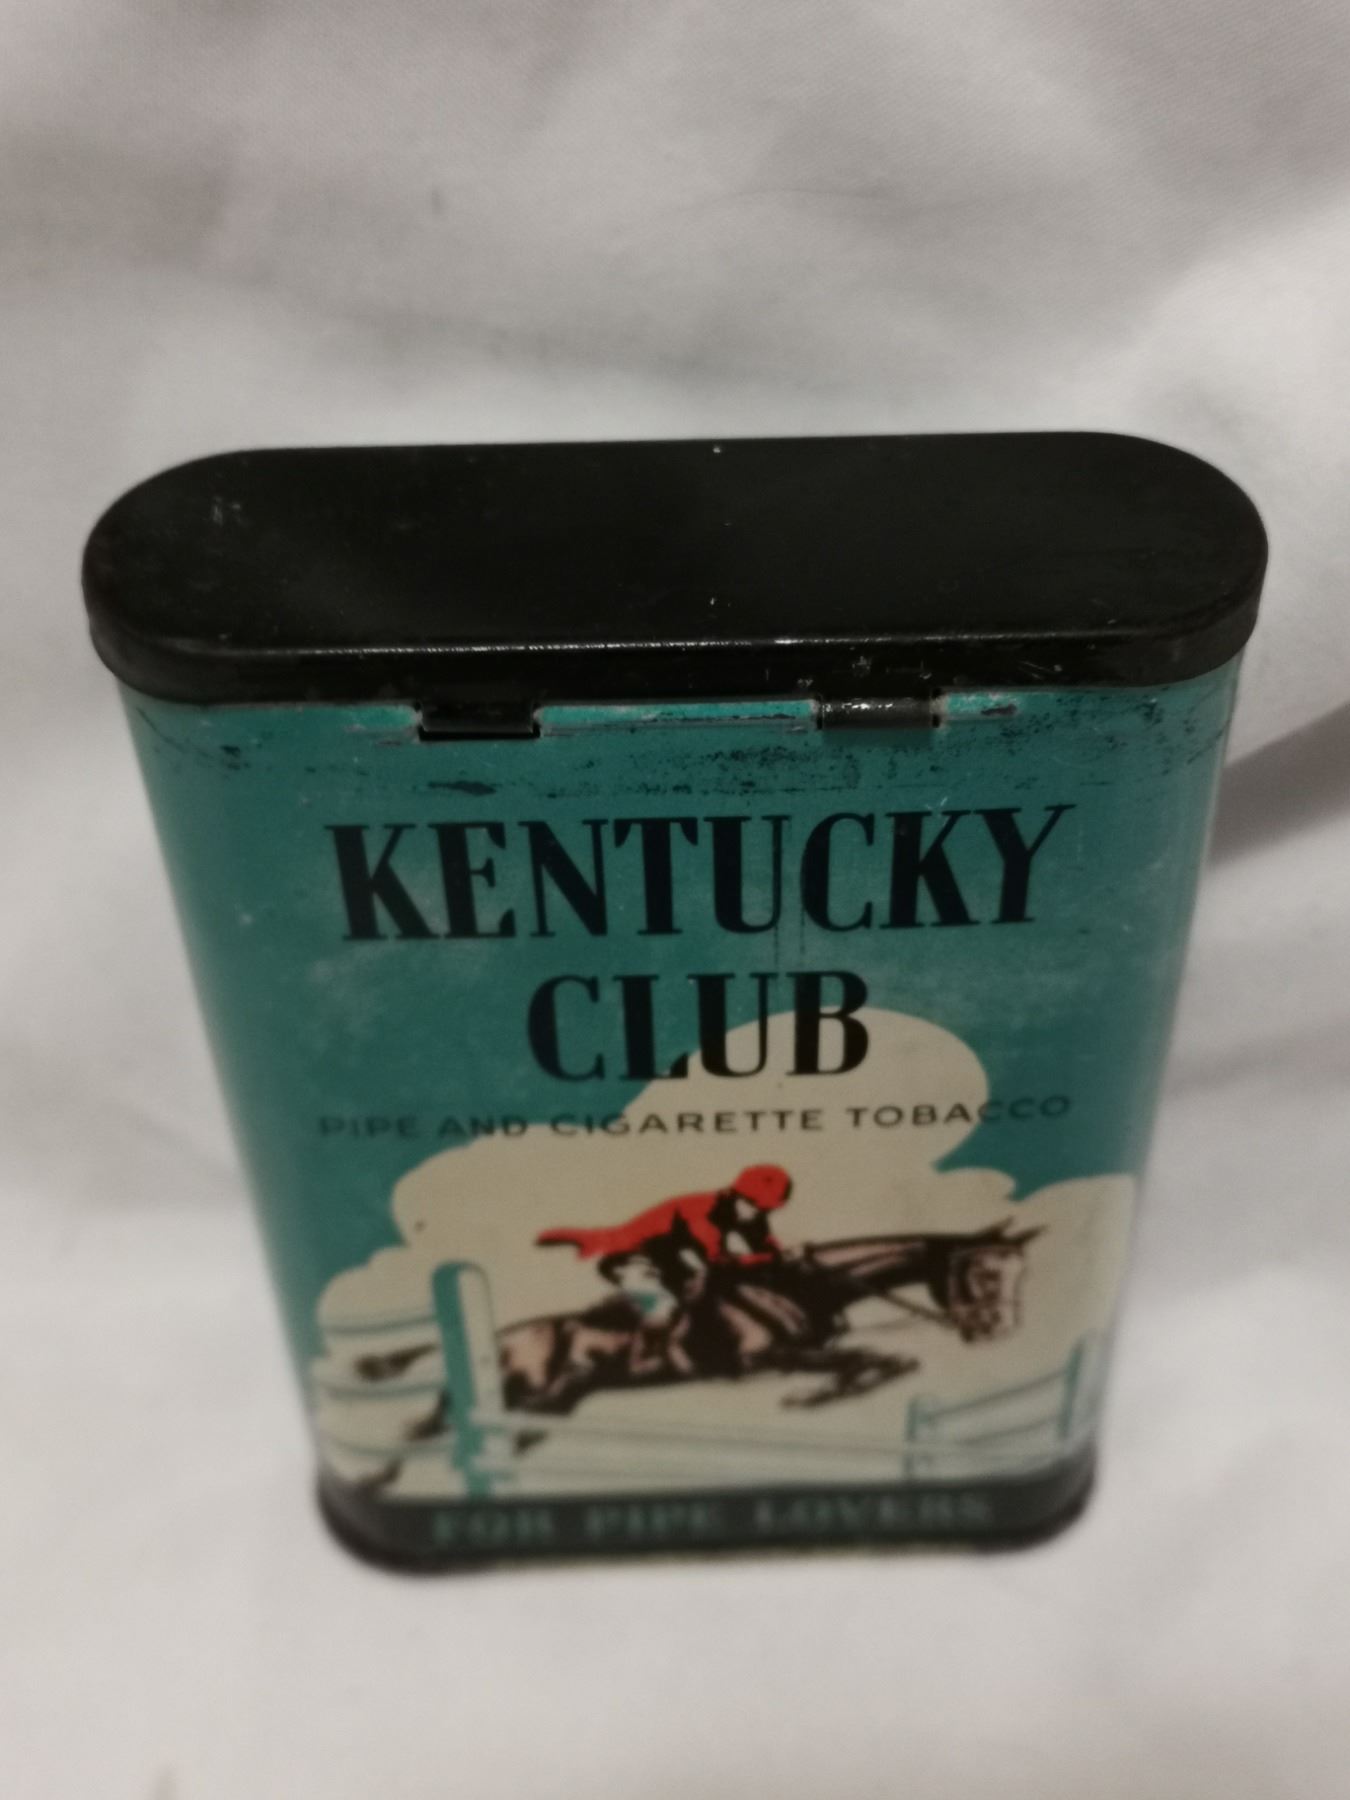 KENTUCKY
CLUB
PIPE AND CIGARETTE TOBACCO
FOR PIPE LOVERS